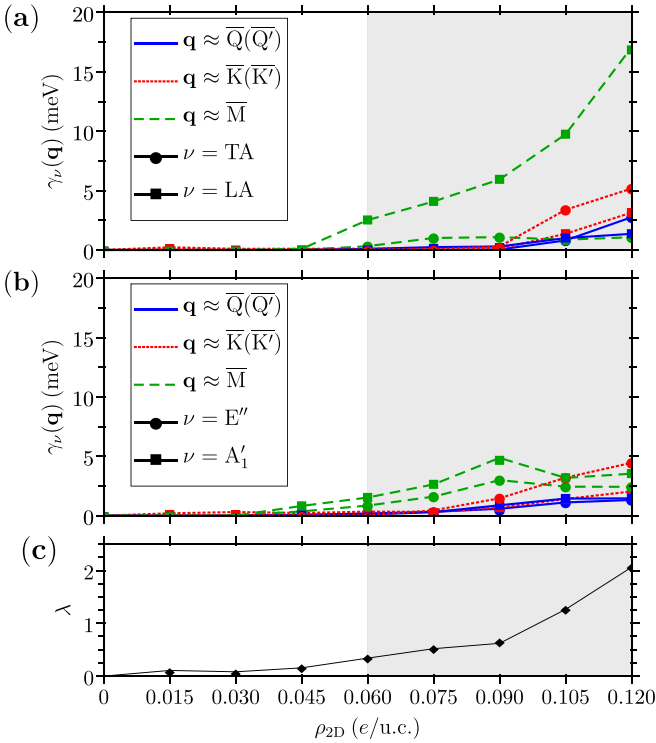 (a)
γν(q) (meV)
20
15
10
5
0
q ≈ Q̅(Q̅′)
q ≈ K̅(K̅′)
q ≈ M̅
ν = TA
ν = LA
(b)
γν(q) (meV)
20
15
10
5
0
q ≈ Q̅(Q̅′)
q ≈ K̅(K̅′)
q ≈ M̅
ν = E″
ν = A′₁
(c)
λ
2
1
0
0 0.015 0.030 0.045 0.060 0.075 0.090 0.105 0.120
ρ2D (e/u.c.)